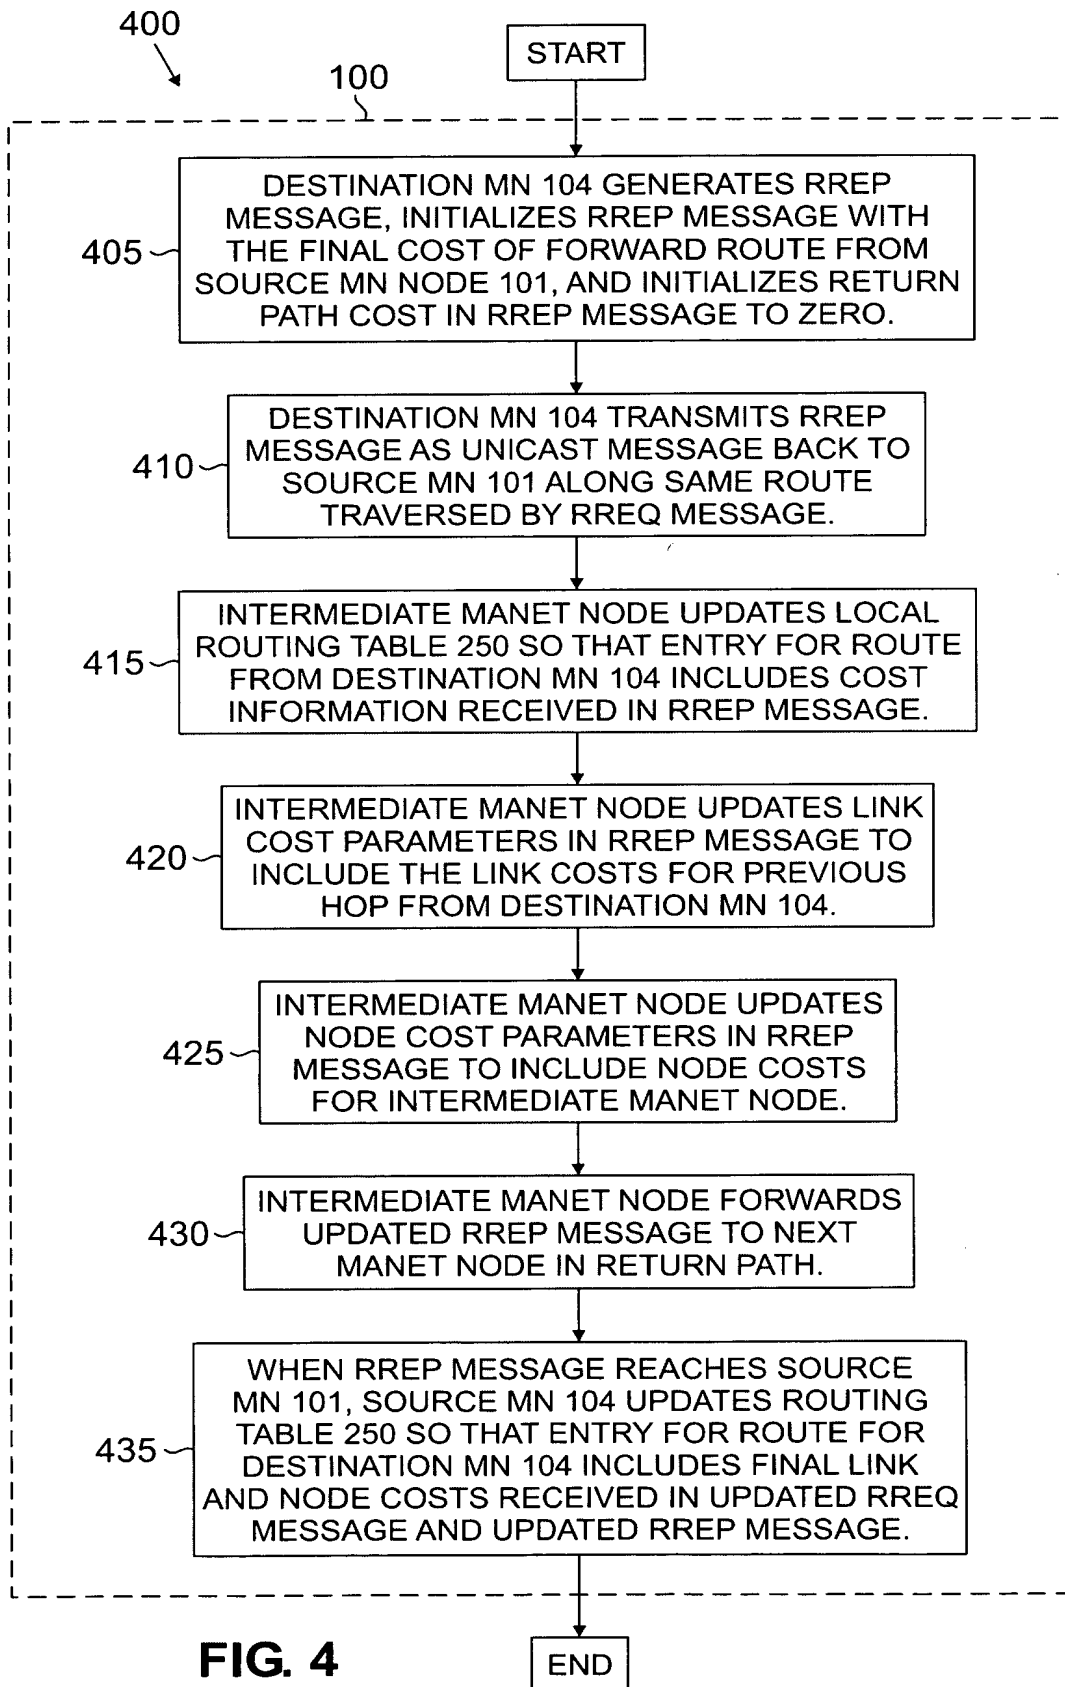 400
START
100
DESTINATION MN 104 GENERATES RREP
MESSAGE, INITIALIZES RREP MESSAGE WITH
THE FINAL COST OF FORWARD ROUTE FROM
SOURCE MN NODE 101, AND INITIALIZES RETURN
PATH COST IN RREP MESSAGE TO ZERO.
405
DESTINATION MN 104 TRANSMITS RREP
MESSAGE AS UNICAST MESSAGE BACK TO
SOURCE MN 101 ALONG SAME ROUTE
TRAVERSED BY RREQ MESSAGE.
410
INTERMEDIATE MANET NODE UPDATES LOCAL
ROUTING TABLE 250 SO THAT ENTRY FOR ROUTE
FROM DESTINATION MN 104 INCLUDES COST
INFORMATION RECEIVED IN RREP MESSAGE.
415
INTERMEDIATE MANET NODE UPDATES LINK
COST PARAMETERS IN RREP MESSAGE TO
INCLUDE THE LINK COSTS FOR PREVIOUS
HOP FROM DESTINATION MN 104.
420
INTERMEDIATE MANET NODE UPDATES
NODE COST PARAMETERS IN RREP
MESSAGE TO INCLUDE NODE COSTS
FOR INTERMEDIATE MANET NODE.
425
INTERMEDIATE MANET NODE FORWARDS
UPDATED RREP MESSAGE TO NEXT
MANET NODE IN RETURN PATH.
430
WHEN RREP MESSAGE REACHES SOURCE
MN 101, SOURCE MN 104 UPDATES ROUTING
TABLE 250 SO THAT ENTRY FOR ROUTE FOR
DESTINATION MN 104 INCLUDES FINAL LINK
AND NODE COSTS RECEIVED IN UPDATED RREQ
MESSAGE AND UPDATED RREP MESSAGE.
435
FIG. 4
END